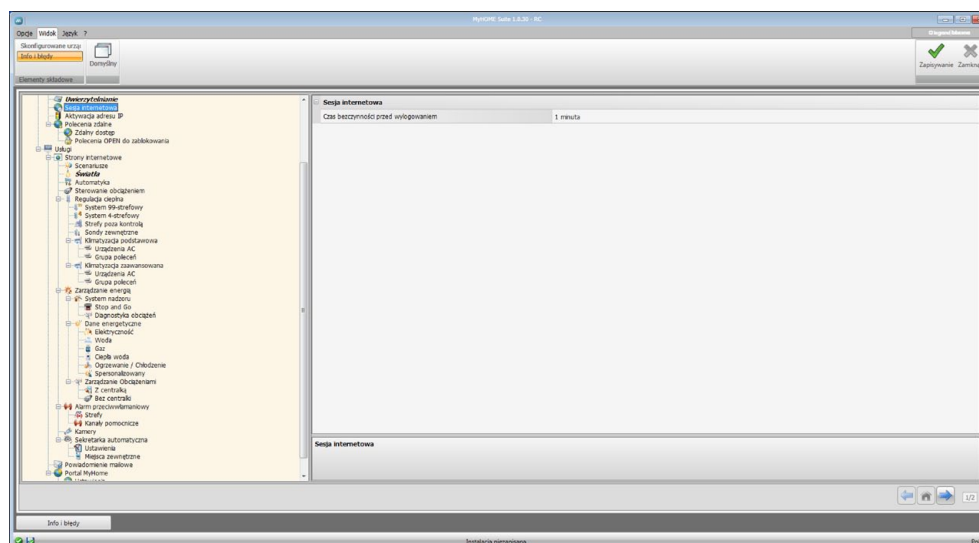 MyHOME Suite 1.0.30 - RC
Opcje Widok Język ?
Skonfigurowane urzą
Info i błędy
Domyślny
Elementy składowe
Zapisywanie Zamkną
Uwierzytelnianie
Sesja internetowa
Aktywacja adresu IP
Polecenia zdalne
Zdalny dostęp
Polecenia OPEN do zablokowania
Usługi
Strony internetowe
Scenariusze
Światła
Automatyka
Sterowanie obciążeniem
Regulacja cieplna
System 99-strefowy
System 4-strefowy
Strefy poza kontrolą
Sondy zewnętrzne
Klimatyzacja podstawowa
Urządzenia AC
Grupa poleceń
Klimatyzacja zaawansowana
Urządzenia AC
Grupa poleceń
Zarządzanie energią
System nadzoru
Stop and Go
Diagnostyka obciążeń
Dane energetyczne
Elektryczność
Woda
Gaz
Ciepła woda
Ogrzewanie / Chłodzenie
Spersonalizowany
Zarządzanie Obciążeniami
Z centralką
Bez centralki
Alarm przeciwwłamaniowy
Strefy
Kanały pomocnicze
Kamery
Sekretarka automatyczna
Ustawienia
Miejsca zewnętrzne
Powiadomienie mailowe
Portal MyHome
Sesja internetowa
Czas bezczynności przed wylogowaniem 1 minuta
Sesja internetowa
1/2
Info i błędy
Instalacja niezapisana